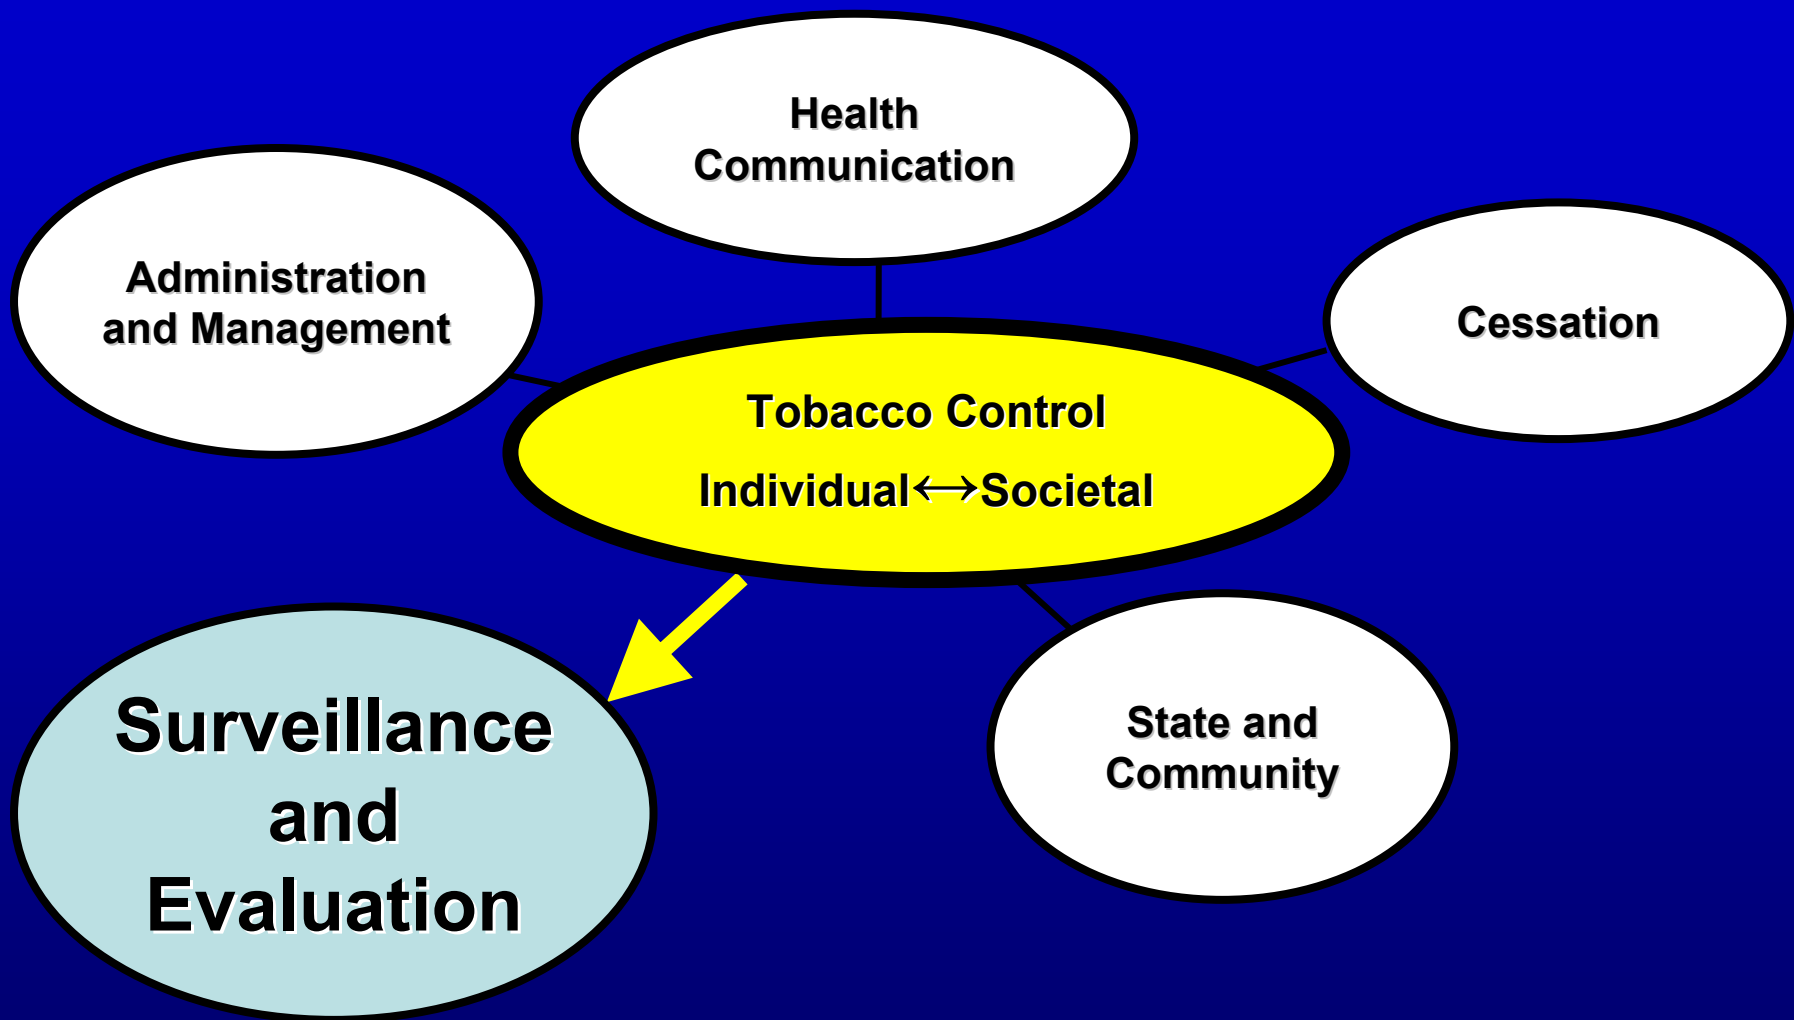 Health
Communication
Administration
and Management
Cessation
Tobacco Control
Individual↔Societal
Surveillance
and
Evaluation
State and
Community